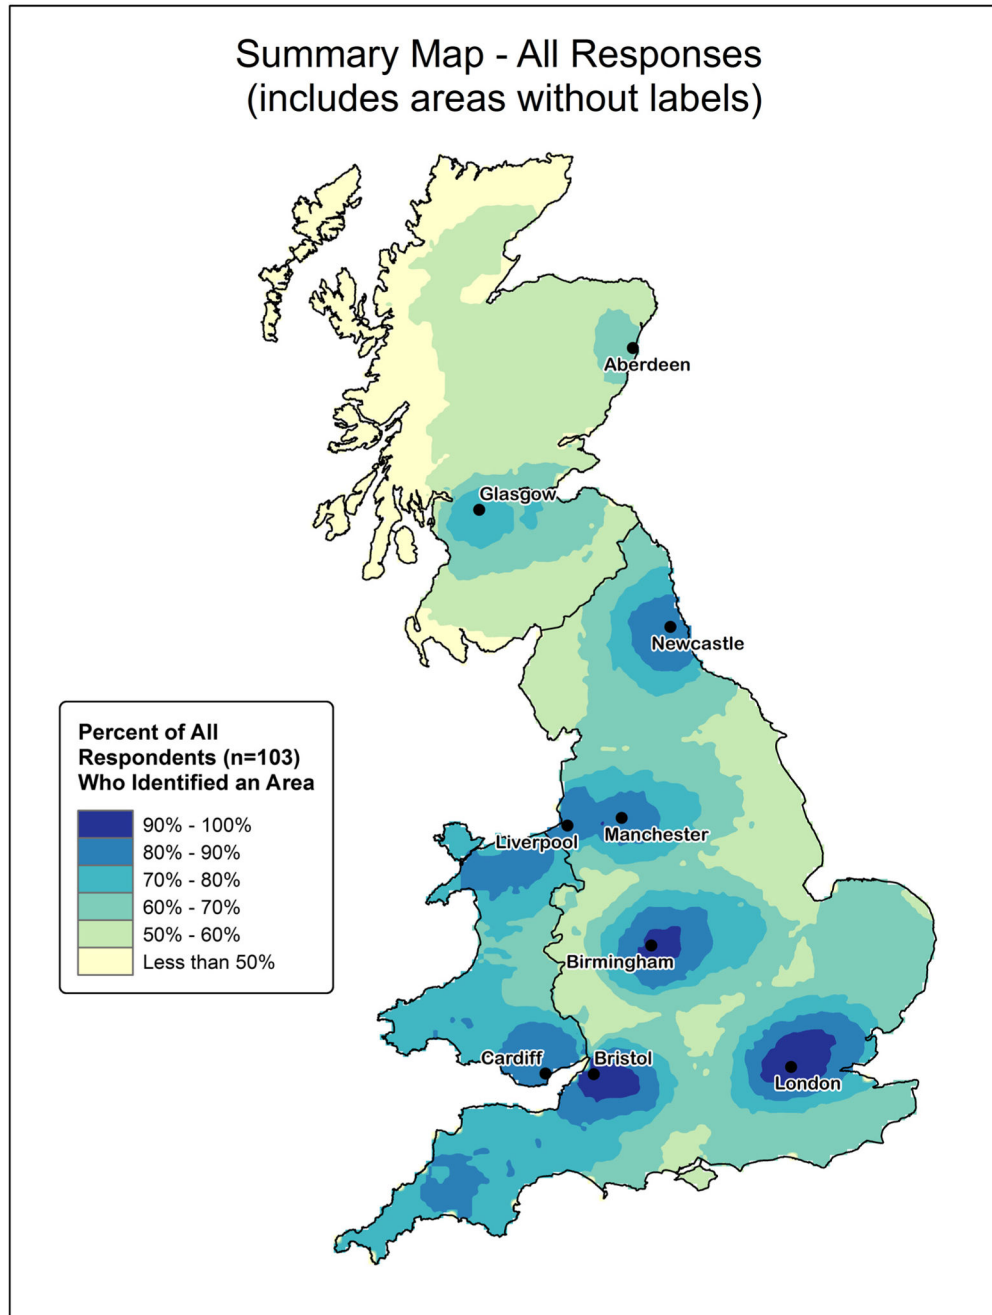 Summary Map - All Responses
(includes areas without labels)
Aberdeen
Glasgow
Newcastle
Liverpool
Manchester
Birmingham
Cardiff
Bristol
London
Percent of All
Respondents (n=103)
Who Identified an Area
90% - 100%
80% - 90%
70% - 80%
60% - 70%
50% - 60%
Less than 50%